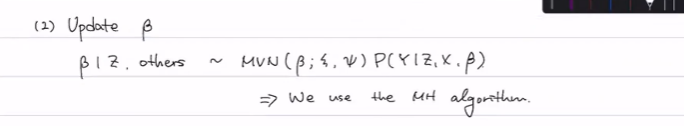 (2) Update β
β | Z, others ~ MVN(β; ξ, Ψ) P(Y|Z, X, β)
⇒ We use the MH algorithm.